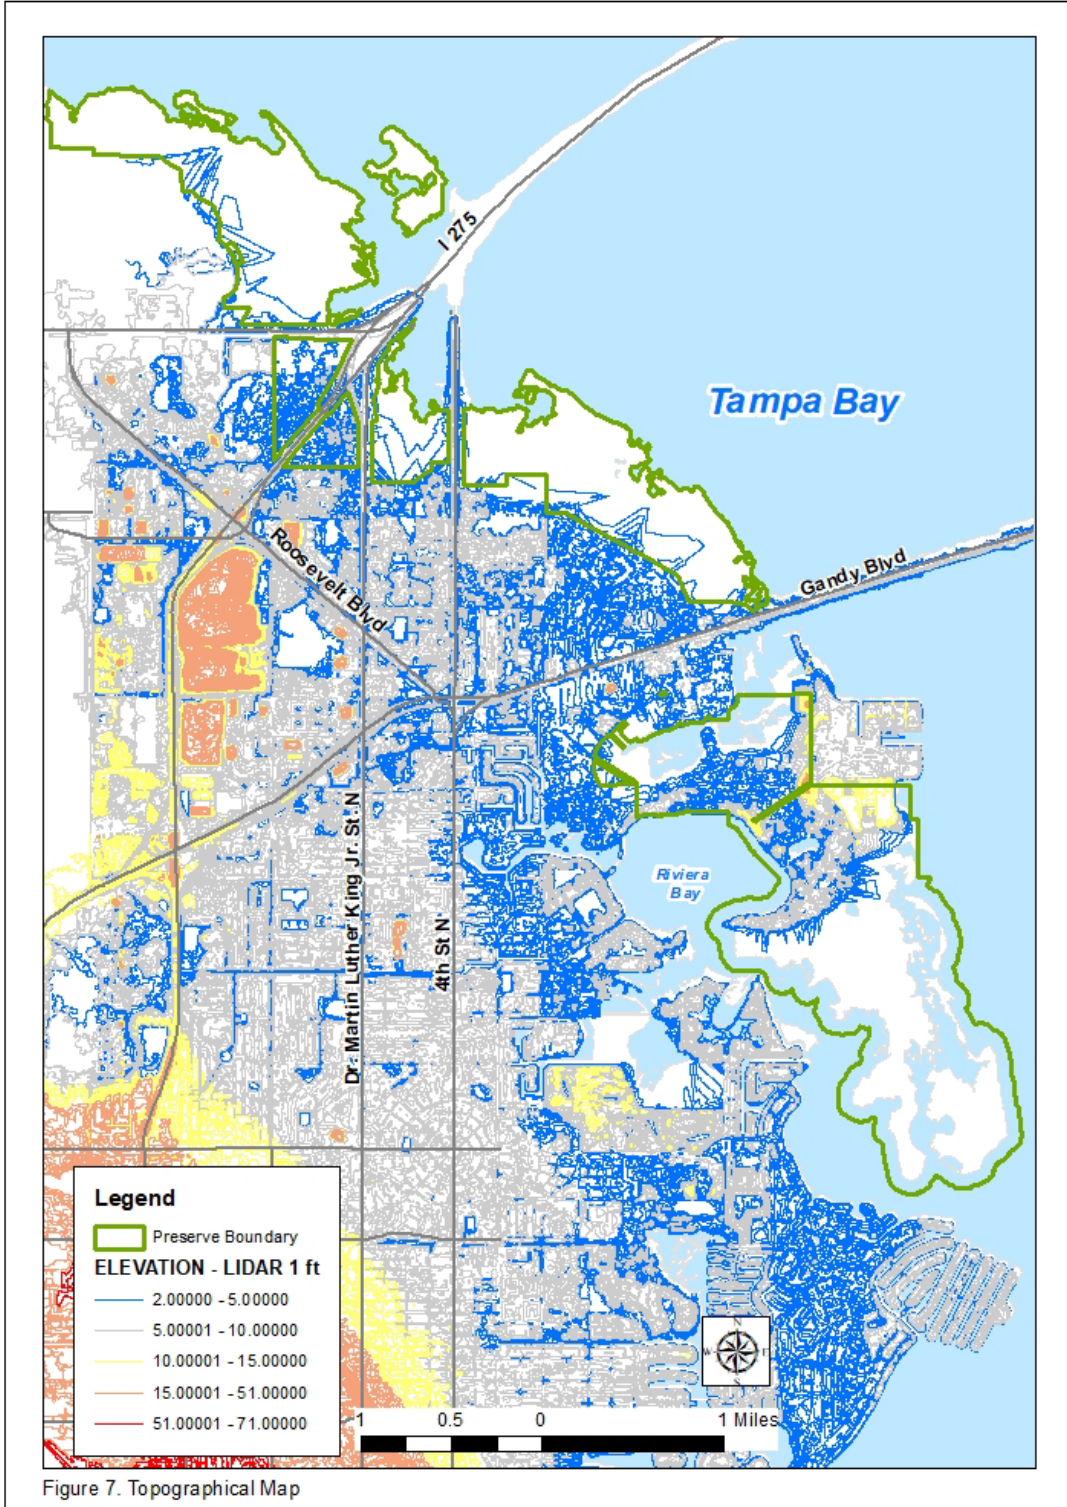 I 275
Tampa Bay
Roosevelt Blvd
Gandy Blvd
Dr. Martin Luther King Jr. St. N
4th St N
Riviera
Bay
Legend
Preserve Boundary
ELEVATION - LIDAR 1 ft
2.00000 - 5.00000
5.00001 - 10.00000
10.00001 - 15.00000
15.00001 - 51.00000
51.00001 - 71.00000
N
W E
S
1 0.5 0 1 Miles
Figure 7. Topographical Map